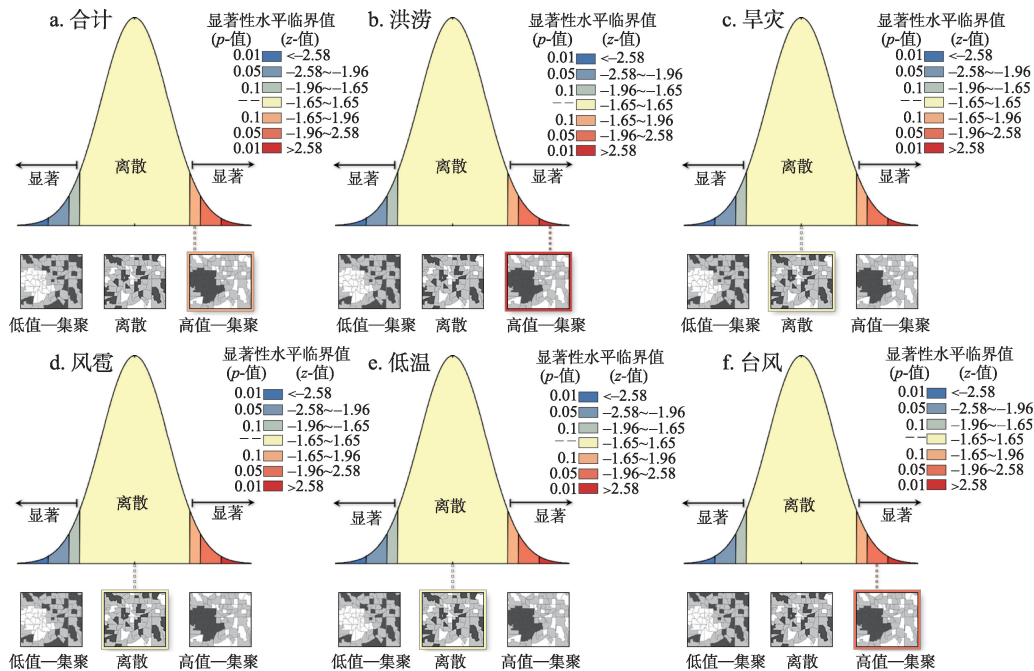 a. 合计
显著性水平临界值
(p-值) (z-值)
0.01 <–2.58
0.05 –2.58~–1.96
0.1 –1.96~–1.65
–– –1.65~1.65
0.1 –1.65~1.96
0.05 –1.96~2.58
0.01 >2.58
显著 离散 显著
低值—集聚 离散 高值—集聚
b. 洪涝
显著性水平临界值
(p-值) (z-值)
0.01 <–2.58
0.05 –2.58~–1.96
0.1 –1.96~–1.65
–– –1.65~1.65
0.1 –1.65~1.96
0.05 –1.96~2.58
0.01 >2.58
显著 离散 显著
低值—集聚 离散 高值—集聚
c. 旱灾
显著性水平临界值
(p-值) (z-值)
0.01 <–2.58
0.05 –2.58~–1.96
0.1 –1.96~–1.65
–– –1.65~1.65
0.1 –1.65~1.96
0.05 –1.96~2.58
0.01 >2.58
显著 离散 显著
低值—集聚 离散 高值—集聚
d. 风雹
显著性水平临界值
(p-值) (z-值)
0.01 <–2.58
0.05 –2.58~–1.96
0.1 –1.96~–1.65
–– –1.65~1.65
0.1 –1.65~1.96
0.05 –1.96~2.58
0.01 >2.58
显著 离散 显著
低值—集聚 离散 高值—集聚
e. 低温
显著性水平临界值
(p-值) (z-值)
0.01 <–2.58
0.05 –2.58~–1.96
0.1 –1.96~–1.65
–– –1.65~1.65
0.1 –1.65~1.96
0.05 –1.96~2.58
0.01 >2.58
显著 离散 显著
低值—集聚 离散 高值—集聚
f. 台风
显著性水平临界值
(p-值) (z-值)
0.01 <–2.58
0.05 –2.58~–1.96
0.1 –1.96~–1.65
–– –1.65~1.65
0.1 –1.65~1.96
0.05 –1.96~2.58
0.01 >2.58
显著 离散 显著
低值—集聚 离散 高值—集聚